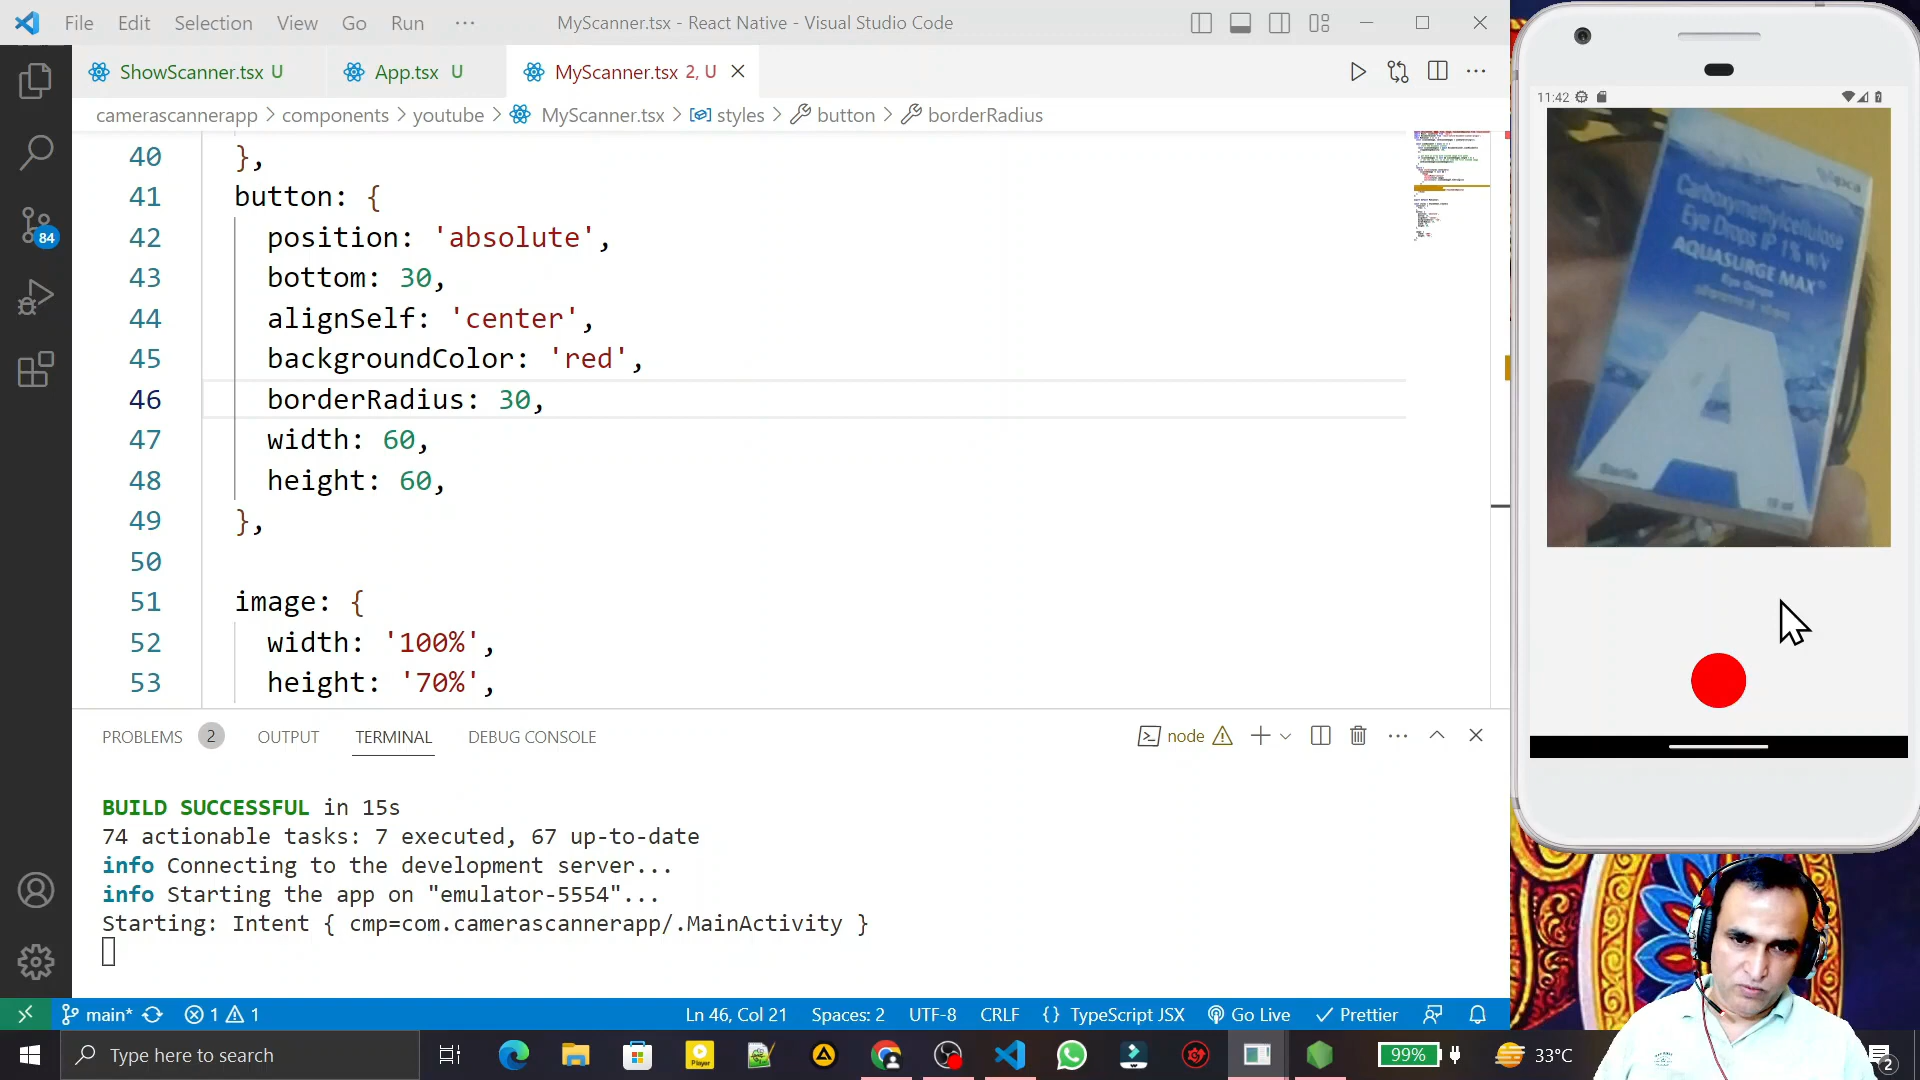 File Edit Selection View Go Run ··· MyScanner.tsx - React Native - Visual Studio Code
ShowScanner.tsx U App.tsx U MyScanner.tsx 2, U
camerascannerapp > components > youtube > MyScanner.tsx > styles > button > borderRadius
40 },
41 button: {
42 position: 'absolute',
43 bottom: 30,
44 alignSelf: 'center',
45 backgroundColor: 'red',
46 borderRadius: 30,
47 width: 60,
48 height: 60,
49 },
50
51 image: {
52 width: '100%',
53 height: '70%',
84
PROBLEMS 2 OUTPUT TERMINAL DEBUG CONSOLE node
BUILD SUCCESSFUL in 15s
74 actionable tasks: 7 executed, 67 up-to-date
info Connecting to the development server...
info Starting the app on "emulator-5554"...
Starting: Intent { cmp=com.camerascannerapp/.MainActivity }
main* 1 1 Ln 46, Col 21 Spaces: 2 UTF-8 CRLF {} TypeScript JSX Go Live Prettier
Type here to search 99% 33°C 2
11:42
Carboxymethylcellulose
Eye Drops IP 1% w/v
AQUASURGE MAX®
Eye Drops
A